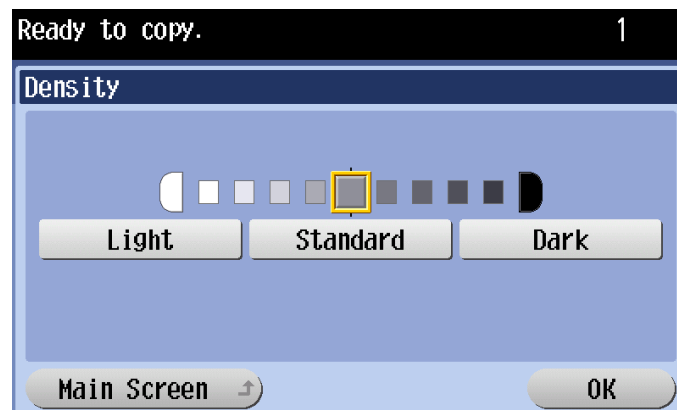 Ready to copy. 1
Density
Light Standard Dark
Main Screen OK